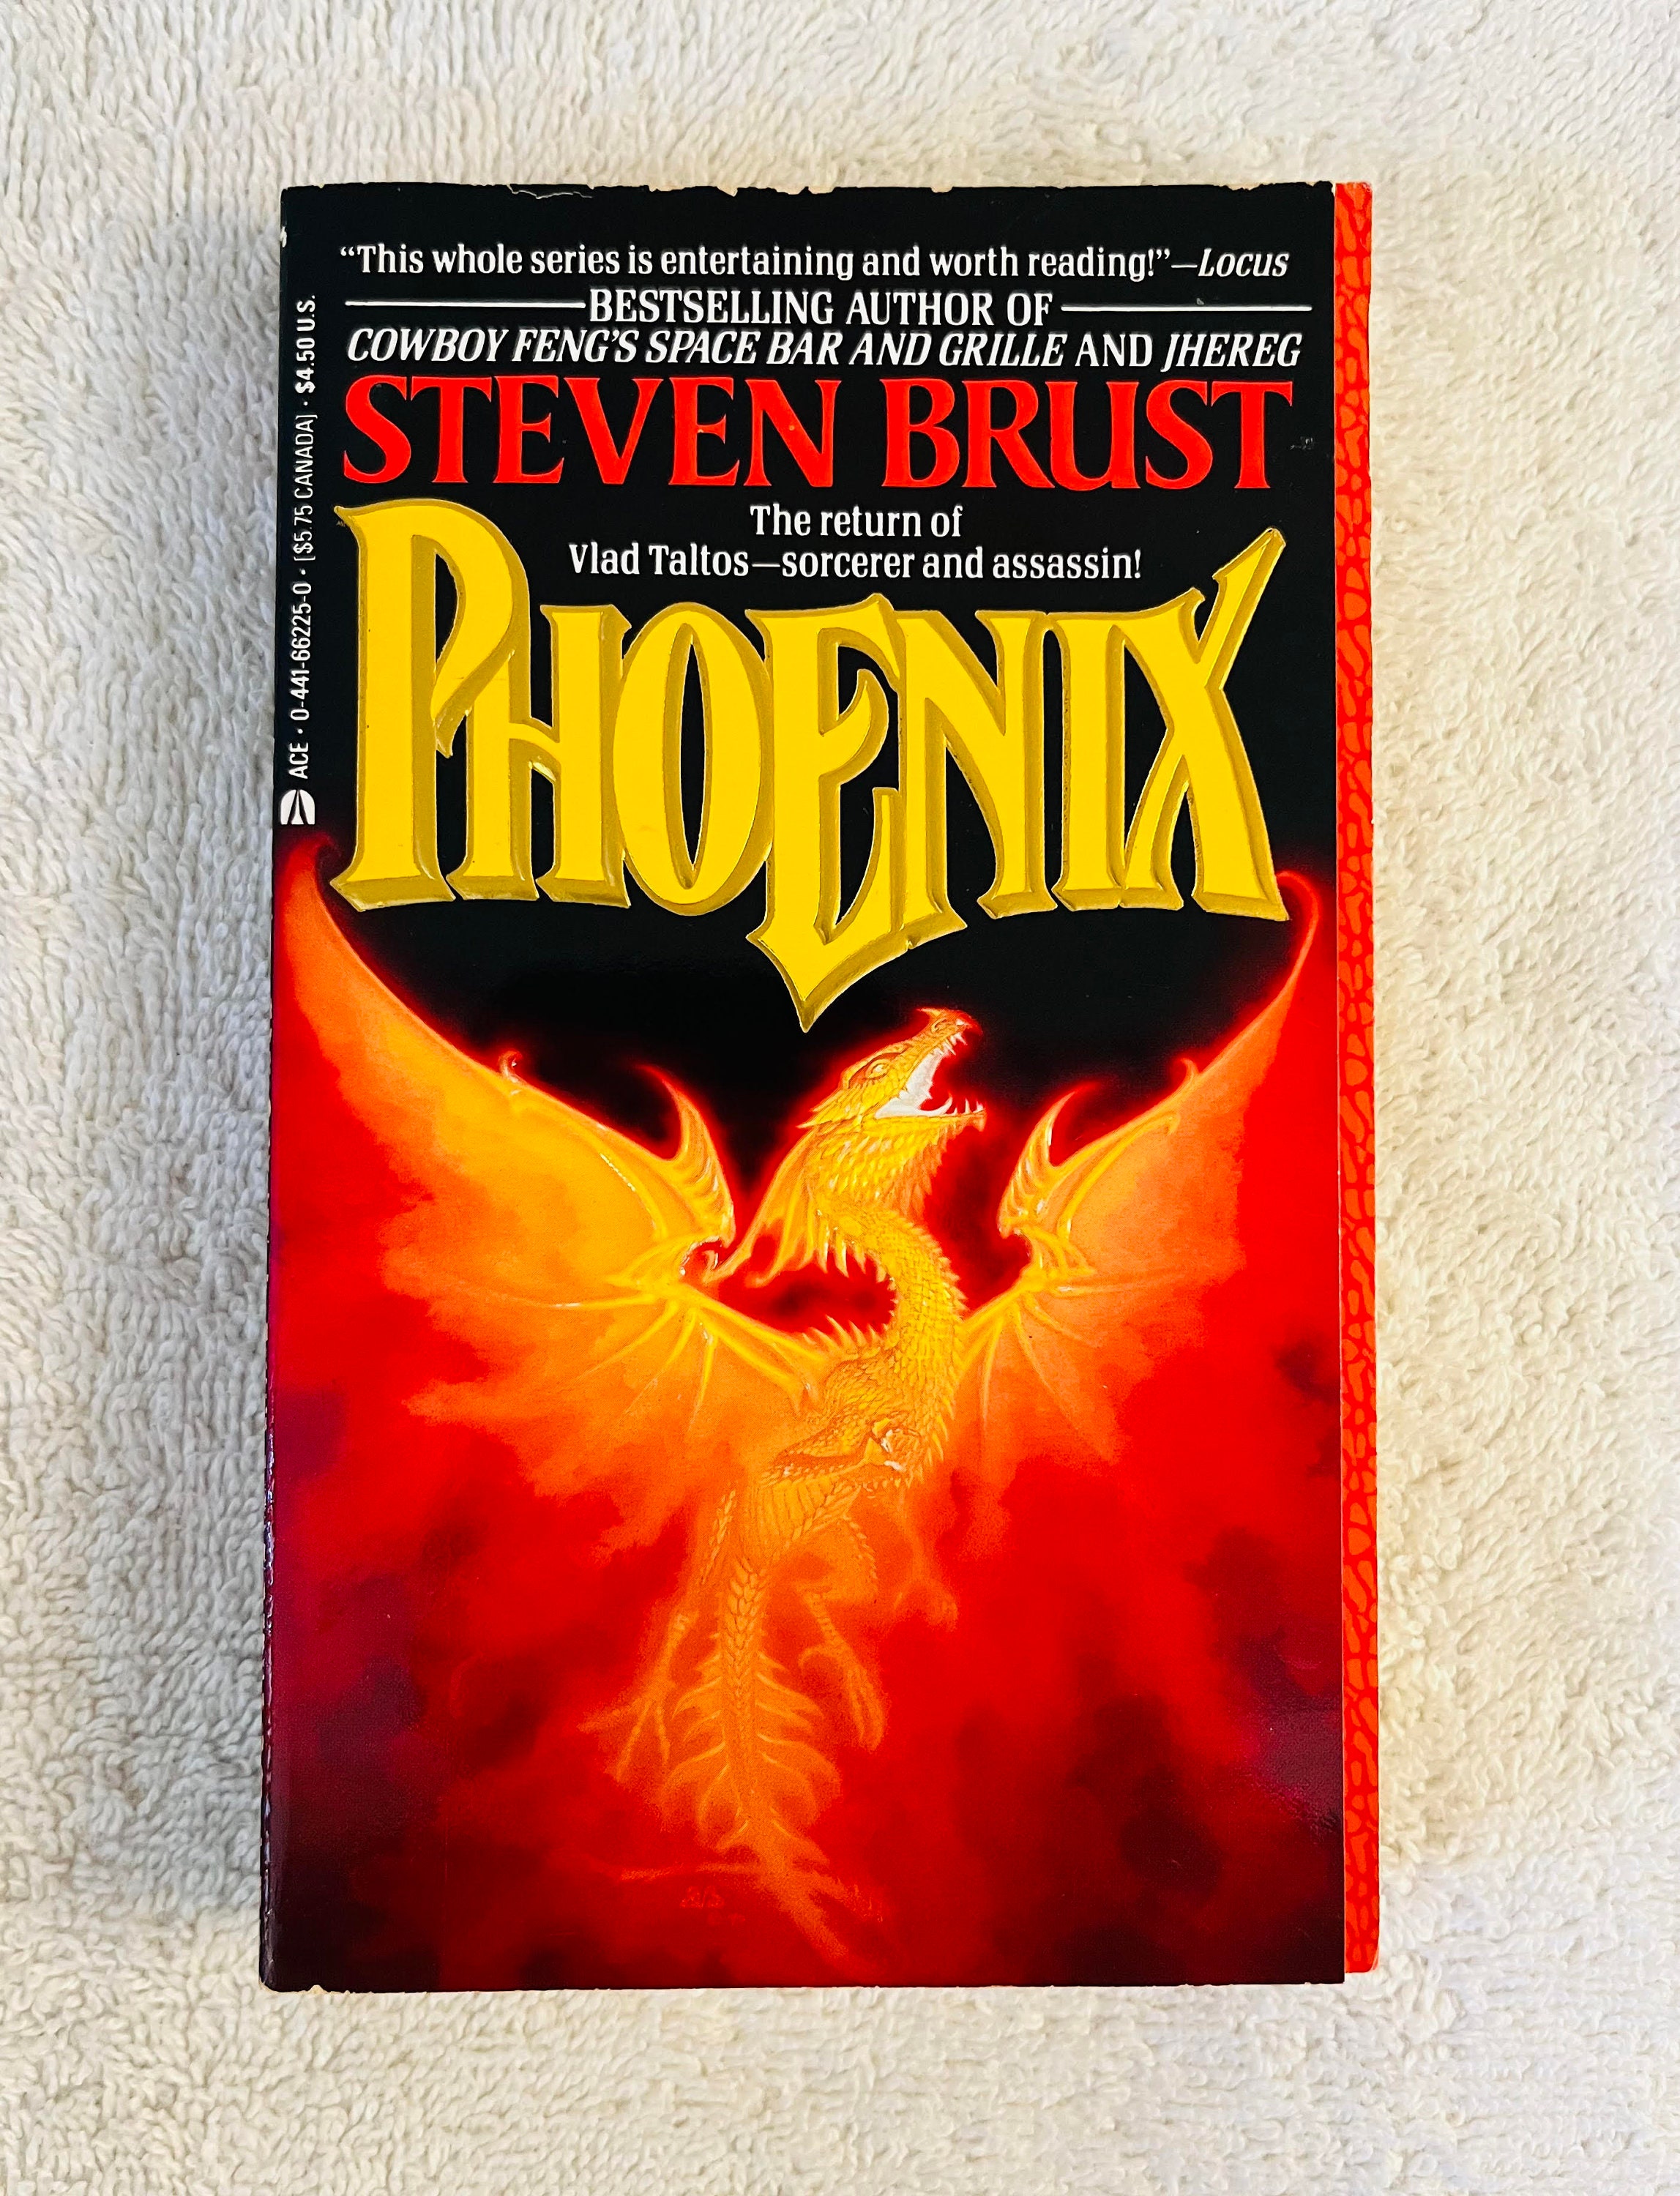 “This whole series is entertaining and worth reading!”—Locus
BESTSELLING AUTHOR OF
COWBOY FENG'S SPACE BAR AND GRILLE AND JHEREG
STEVEN BRUST
The return of
Vlad Taltos—sorcerer and assassin!
PHOENIX
ACE • 0-441-66225-0 • [$5.75 CANADA] • $4.50 U.S.